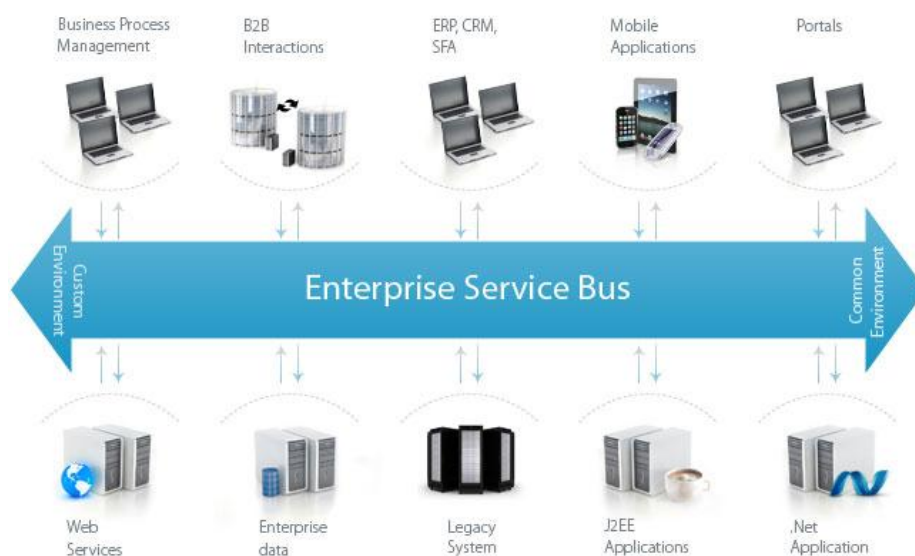 Business Process
Management
B2B
Interactions
ERP, CRM,
SFA
Mobile
Applications
Portals
Custom
Environment
Enterprise Service Bus
Common
Environment
Web
Services
Enterprise
data
Legacy
System
J2EE
Applications
.Net
Application